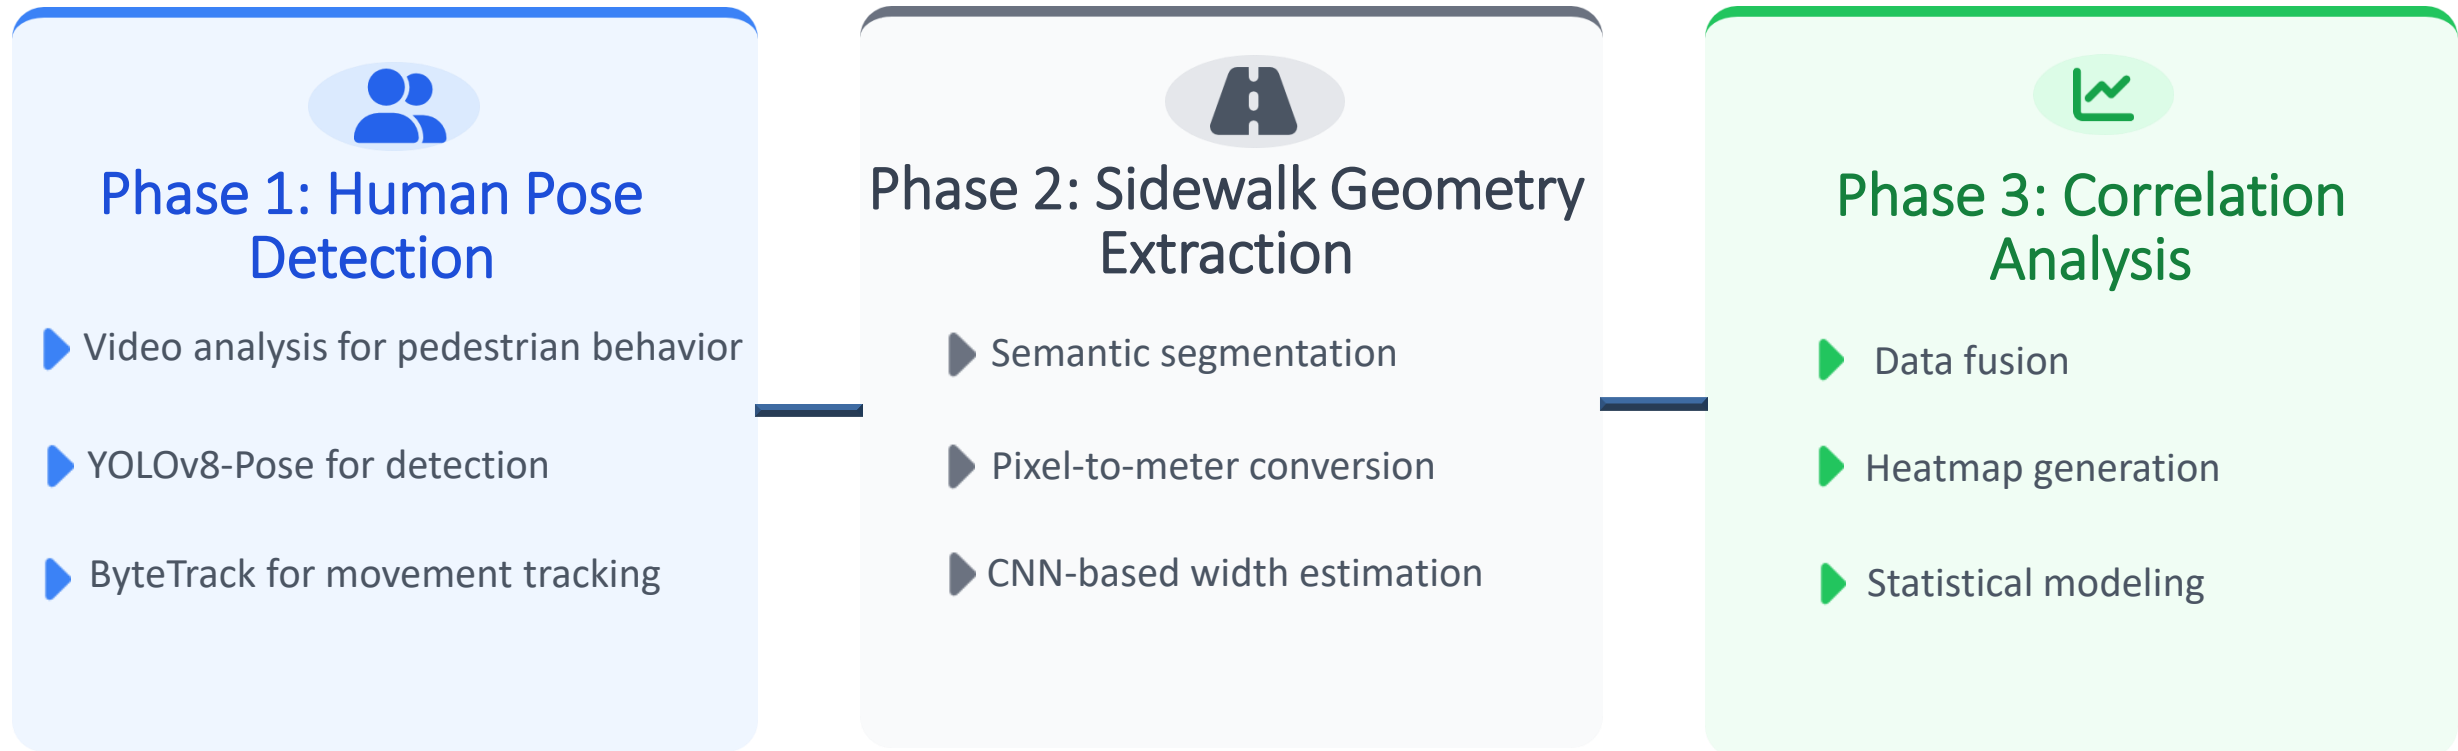 Phase 1: Human Pose
Detection
Video analysis for pedestrian behavior
YOLOv8-Pose for detection
ByteTrack for movement tracking
Phase 2: Sidewalk Geometry
Extraction
Semantic segmentation
Pixel-to-meter conversion
CNN-based width estimation
Phase 3: Correlation
Analysis
Data fusion
Heatmap generation
Statistical modeling